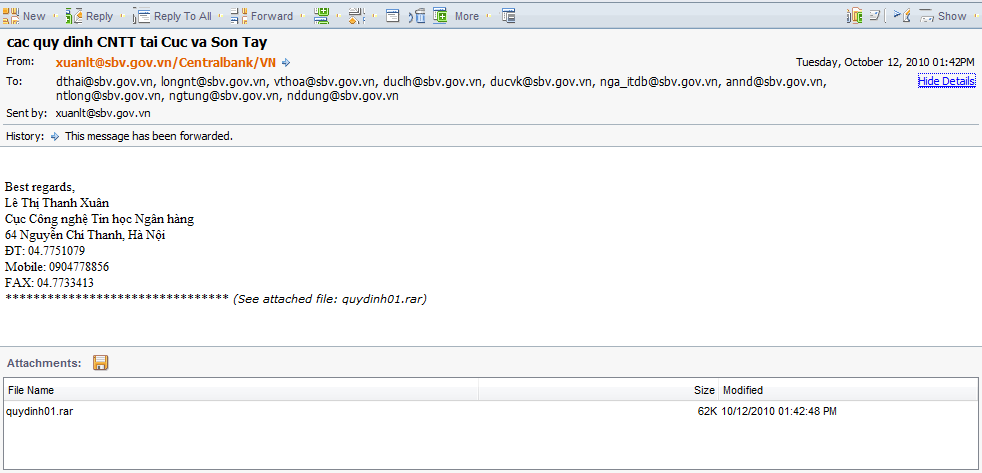 New Reply Reply To All Forward More Show
cac quy dinh CNTT tai Cuc va Son Tay
From: xuanlt@sbv.gov.vn/Centralbank/VN Tuesday, October 12, 2010 01:42PM
To: dthai@sbv.gov.vn, longnt@sbv.gov.vn, vthoa@sbv.gov.vn, duclh@sbv.gov.vn, ducvk@sbv.gov.vn, nga_itdb@sbv.gov.vn, annd@sbv.gov.vn, Hide Details
ntlong@sbv.gov.vn, ngtung@sbv.gov.vn, nddung@sbv.gov.vn
Sent by: xuanlt@sbv.gov.vn
History: This message has been forwarded.
Best regards,
Lê Thị Thanh Xuân
Cục Công nghệ Tin học Ngân hàng
64 Nguyễn Chí Thanh, Hà Nội
ĐT: 04.7751079
Mobile: 0904778856
FAX: 04.7733413
******************************** (See attached file: quydinh01.rar)
Attachments:
File Name Size Modified
quydinh01.rar 62K 10/12/2010 01:42:48 PM